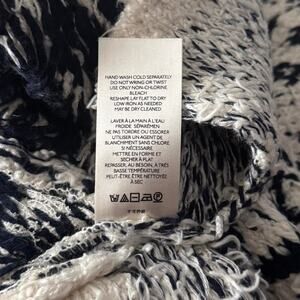 HAND WASH COLD SEPARATELY
DO NOT WRING OR TWIST
USE ONLY NON-CHLORINE
BLEACH
RESHAPE LAY FLAT TO DRY
LOW IRON AS NEEDED
MAY BE DRY CLEANED
LAVER À LA MAIN À L'EAU
FROIDE SÉPARÉMEN
NE PAS TORDRE OU ESSORER
UTILISER UN AGENT DE
BLANCHIMENT SANS CHLORE
SI NÉCESSAIRE
METTRE EN FORME ET
SÉCHER À PLAT
REPASSER, AU BESOIN, À TRÈS
BASSE TEMPÉRATURE
PEUT-ÊTRE ÊTRE NETTOYÉE
À SEC